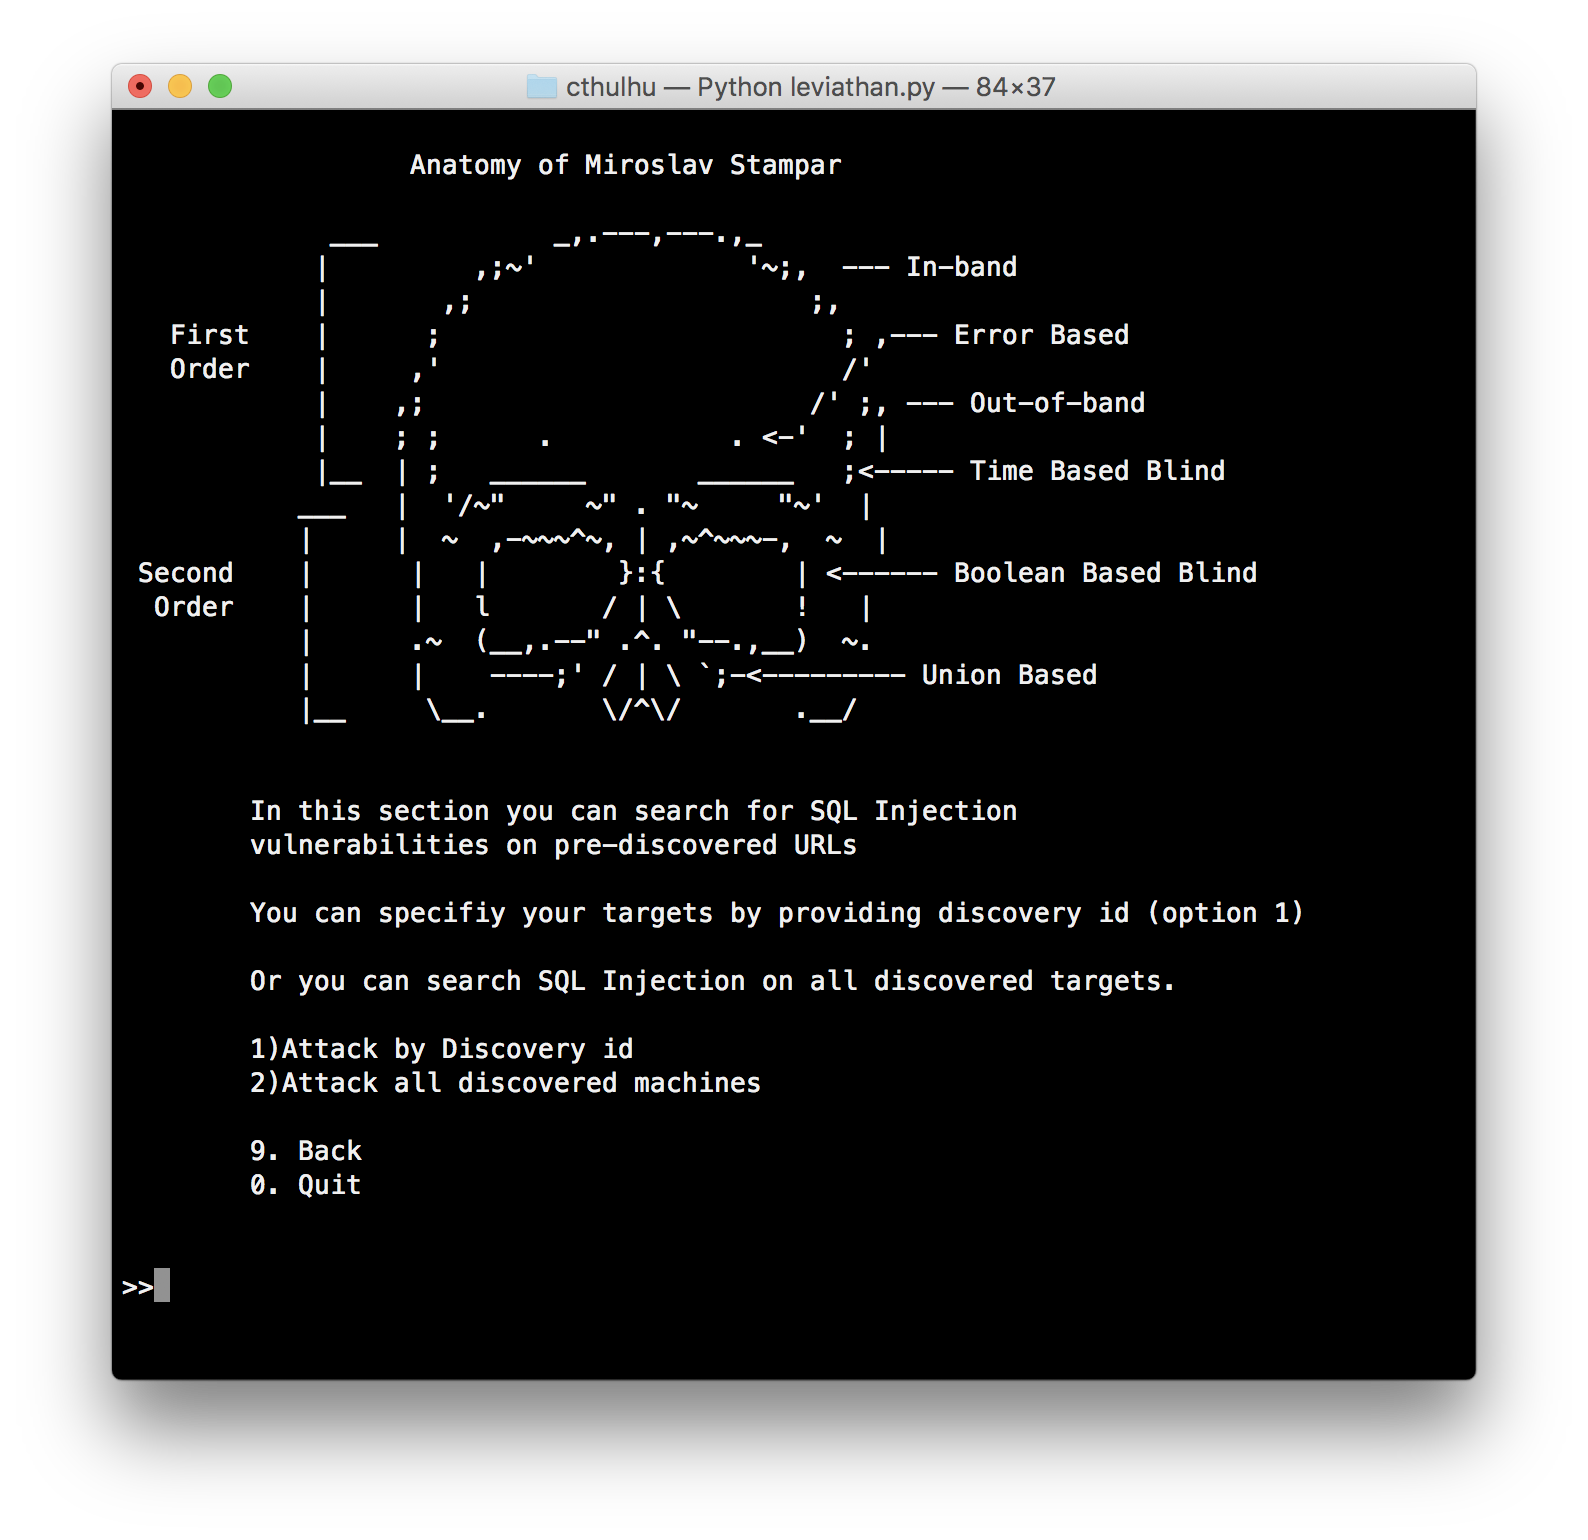 cthulhu — Python leviathan.py — 84×37
Anatomy of Miroslav Stampar
--- In-band
First
,--- Error Based
Order
--- Out-of-band
<----- Time Based Blind
Second
<------ Boolean Based Blind
Order
<--------- Union Based
In this section you can search for SQL Injection
vulnerabilities on pre-discovered URLs
You can specifiy your targets by providing discovery id (option 1)
Or you can search SQL Injection on all discovered targets.
1)Attack by Discovery id
2)Attack all discovered machines
9. Back
0. Quit
>>